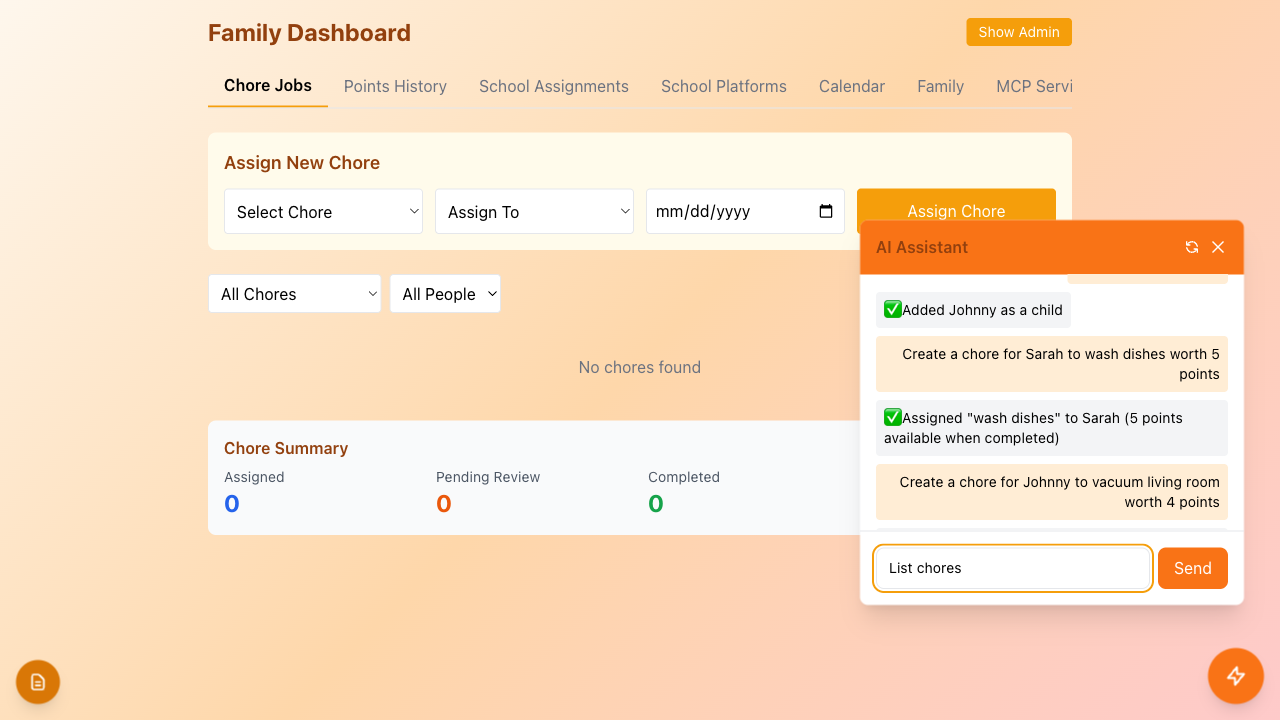 Family Dashboard
Show Admin
Chore Jobs
Points History
School Assignments
School Platforms
Calendar
Family
MCP Servi
Assign New Chore
Select Chore
Assign To
mm/dd/yyyy
Assign Chore
All Chores
All People
No chores found
Chore Summary
Assigned
Pending Review
Completed
0
0
0
AI Assistant
✅Added Johnny as a child
Create a chore for Sarah to wash dishes worth 5
points
✅Assigned "wash dishes" to Sarah (5 points
available when completed)
Create a chore for Johnny to vacuum living room
worth 4 points
List chores
Send